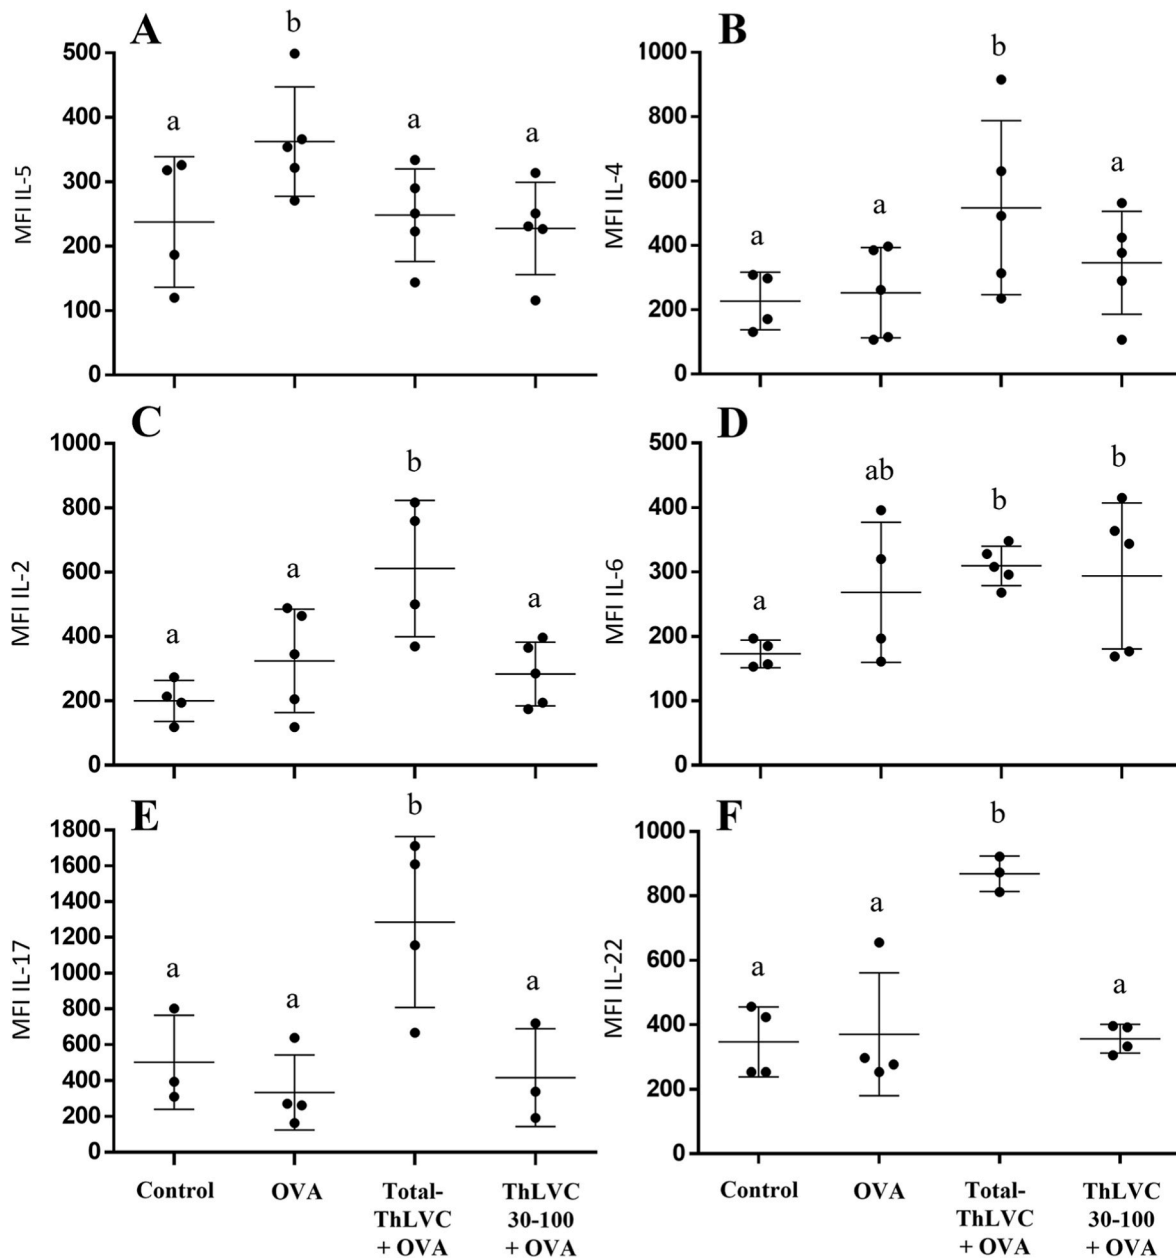 A
b
500
400
300
200
100
0
MFI IL-5
a
a
a
B
b
1000
800
600
400
200
0
MFI IL-4
a
a
a
C
b
1000
800
600
400
200
0
MFI IL-2
a
a
a
D
500
400
300
200
100
0
MFI IL-6
a
ab
b
b
E
b
1800
1600
1400
1200
1000
800
600
400
200
0
MFI IL-17
a
a
a
Control
OVA
Total-
ThLVC
+ OVA
ThLVC
30-100
+ OVA
F
b
1000
800
600
400
200
0
MFI IL-22
a
a
a
Control
OVA
Total-
ThLVC
+ OVA
ThLVC
30-100
+ OVA